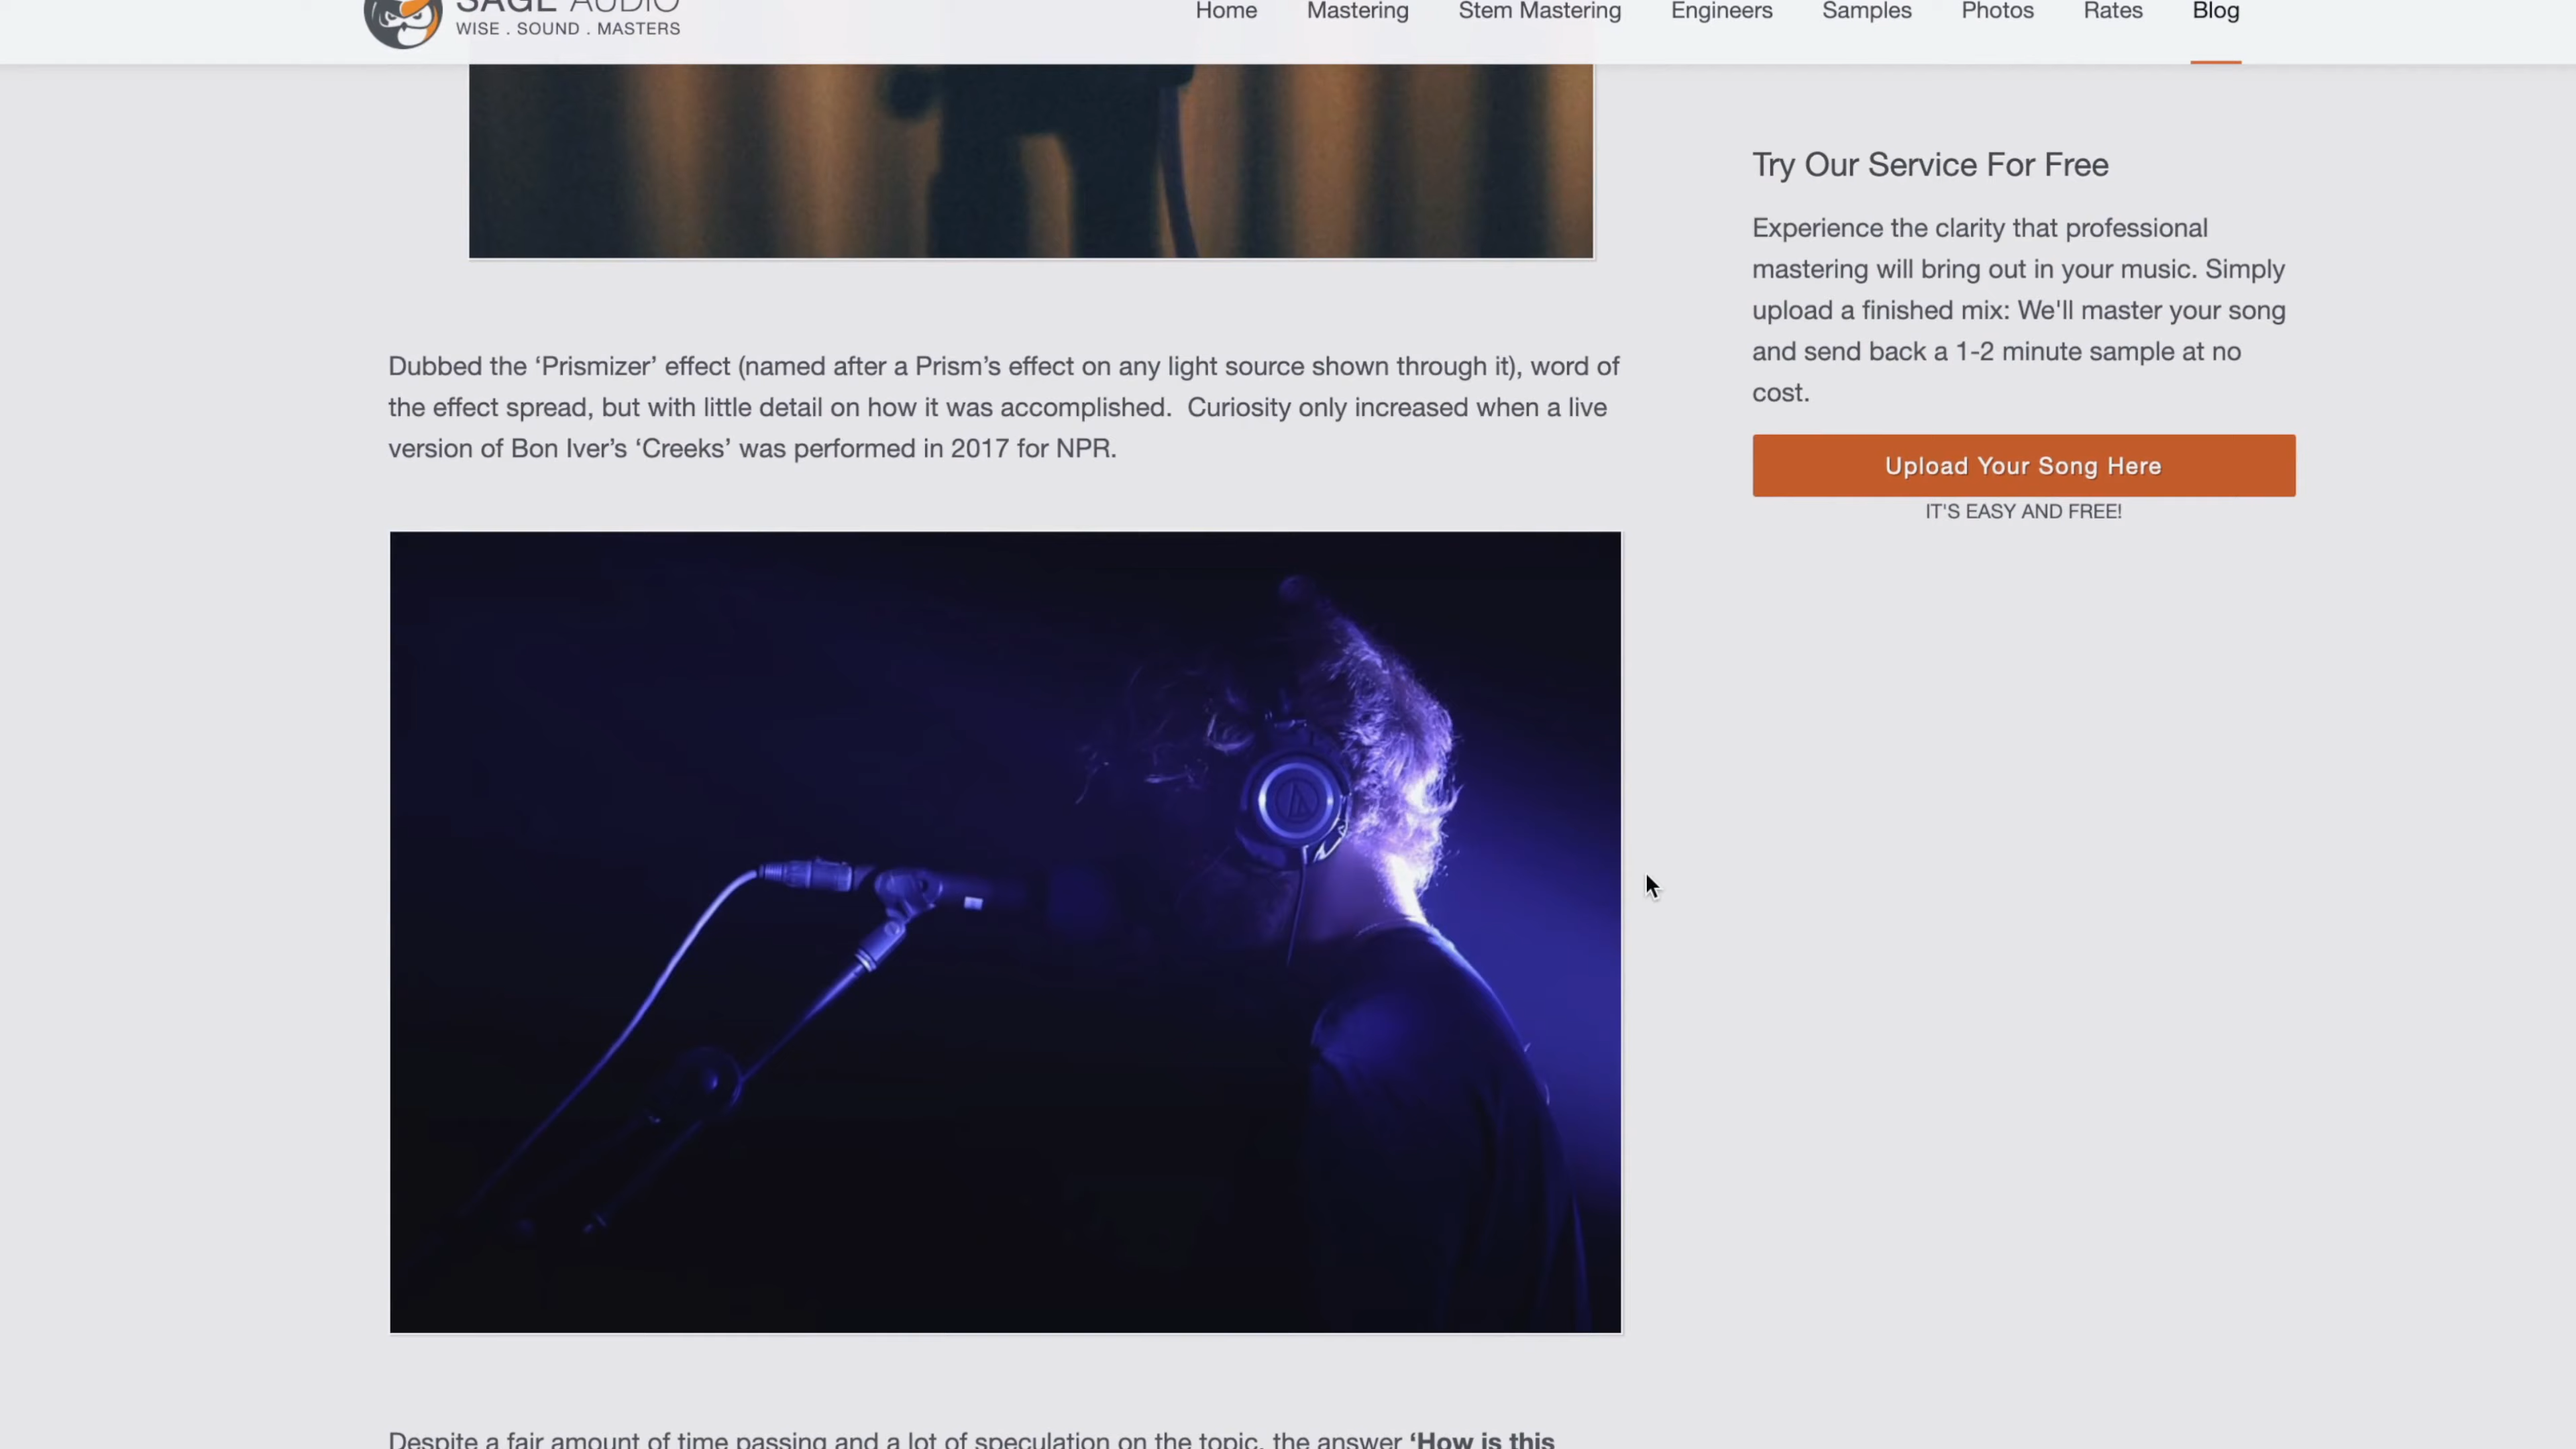 SAGE AUDIO
WISE . SOUND . MASTERS
Home Mastering Stem Mastering Engineers Samples Photos Rates Blog
Dubbed the ‘Prismizer’ effect (named after a Prism’s effect on any light source shown through it), word of
the effect spread, but with little detail on how it was accomplished.  Curiosity only increased when a live
version of Bon Iver’s ‘Creeks’ was performed in 2017 for NPR.
Try Our Service For Free
Experience the clarity that professional
mastering will bring out in your music. Simply
upload a finished mix: We'll master your song
and send back a 1-2 minute sample at no
cost.
Upload Your Song Here
IT'S EASY AND FREE!
Despite a fair amount of time passing and a lot of speculation on the topic, the answer ‘How is this